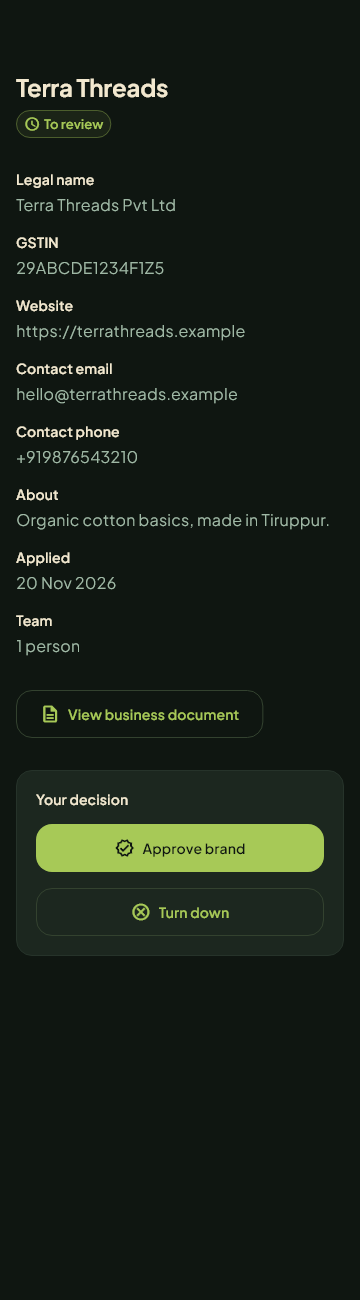 Terra Threads
To review
Legal name
Terra Threads Pvt Ltd
GSTIN
29ABCDE1234F1Z5
Website
https://terrathreads.example
Contact email
hello@terrathreads.example
Contact phone
+919876543210
About
Organic cotton basics, made in Tiruppur.
Applied
20 Nov 2026
Team
1 person
View business document
Your decision
Approve brand
Turn down